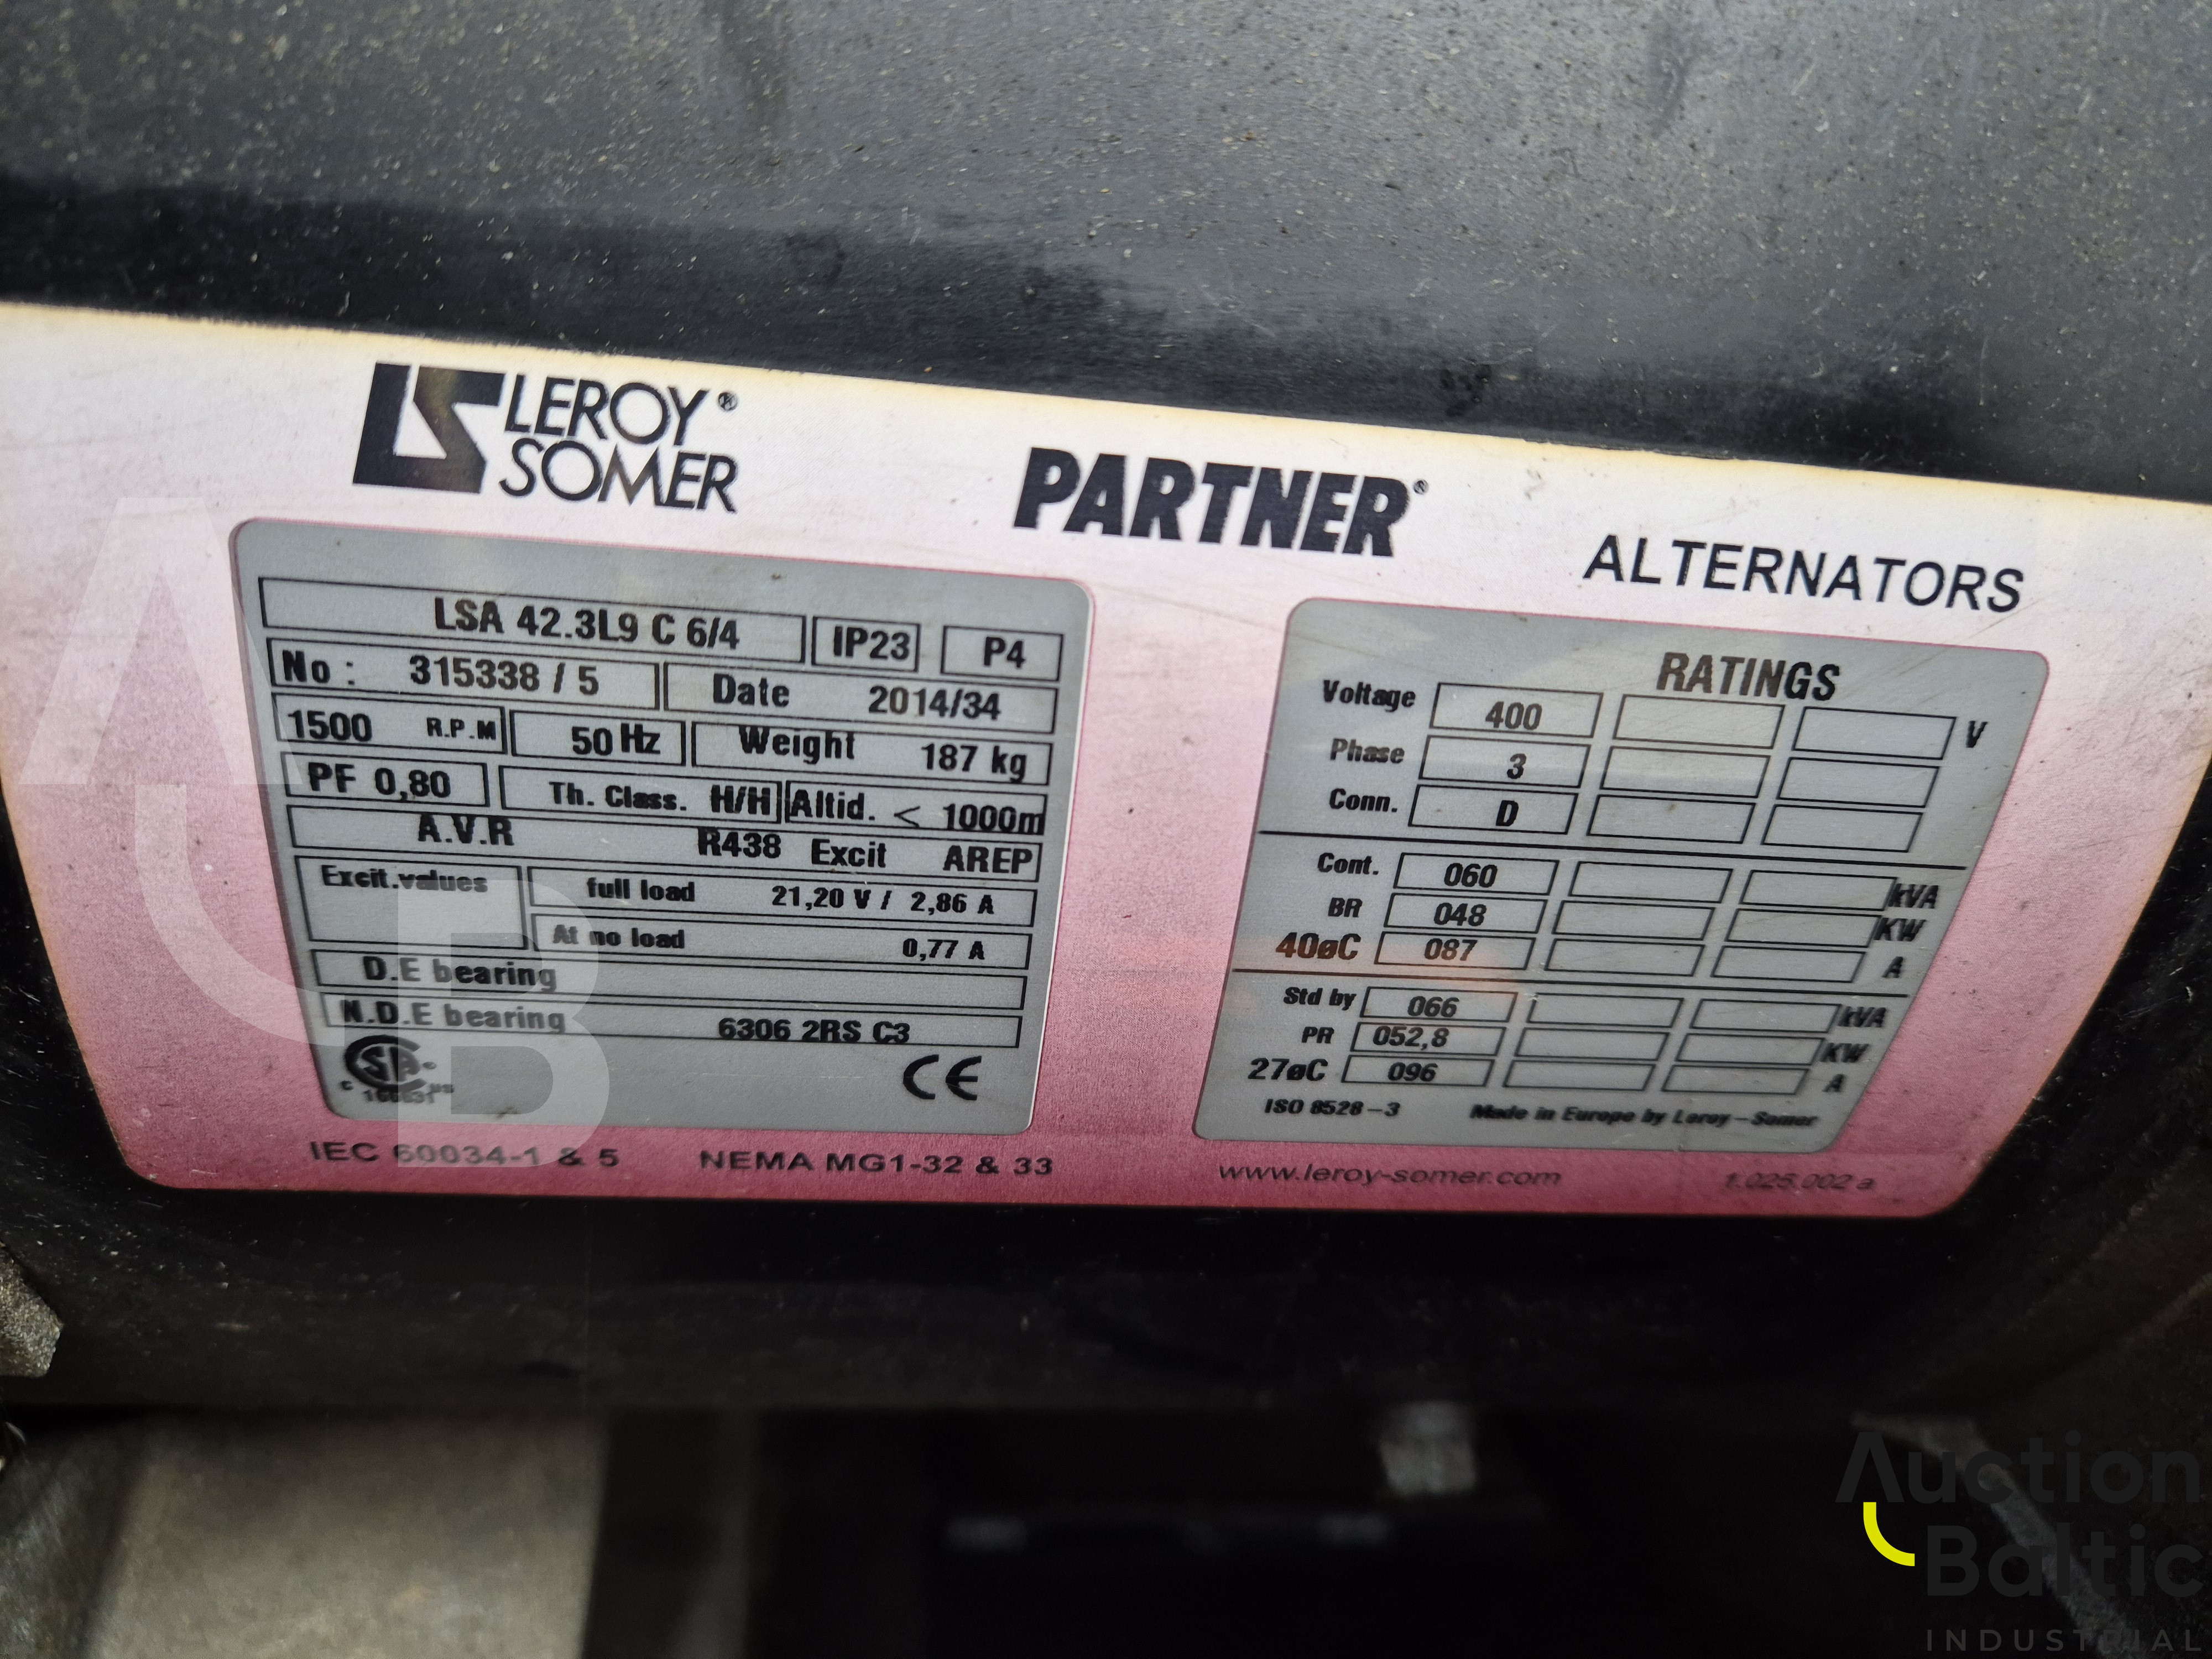 LEROY®
SOMER
PARTNER®
ALTERNATORS
LSA 42.3L9 C 6/4 IP23 P4
No : 315338 / 5 Date 2014/34
1500 R.P.M 50 Hz Weight 187 kg
PF 0,80 Th. Class. H/H Altid. < 1000m
A.V.R R438 Excit AREP
Excit.values full load 21,20 V / 2,86 A
At no load 0,77 A
D.E bearing
N.D.E bearing 6306 2RS C3
c us
CE
IEC 60034-1 & 5 NEMA MG1-32 & 33
RATINGS
Voltage 400 V
Phase 3
Conn. D
Cont. 060 kVA
BR 048 KW
40øC 087 A
Std by 066 kVA
PR 052,8 KW
27øC 096 A
ISO 8528-3 Made in Europe by Leroy-Somer
www.leroy-somer.com 1.025.002 a
AB
Auction
Baltic
INDUSTRIAL